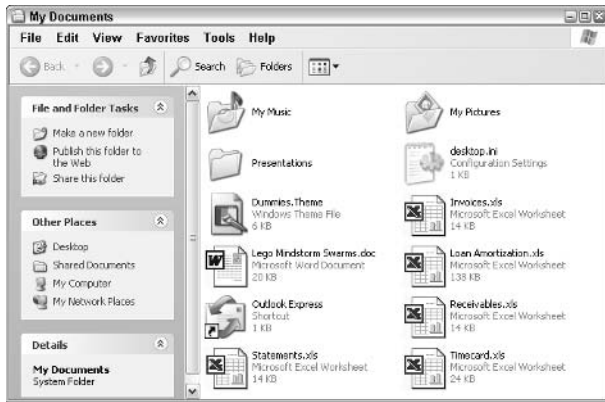 My Documents
File Edit View Favorites Tools Help
Back Search Folders
File and Folder Tasks
Make a new folder
Publish this folder to
the Web
Share this folder
Other Places
Desktop
Shared Documents
My Computer
My Network Places
Details
My Documents
System Folder
My Music
My Pictures
Presentations
desktop.ini
Configuration Settings
1 KB
Dummies.Theme
Windows Theme File
6 KB
Invoices.xls
Microsoft Excel Worksheet
14 KB
Lego Mindstorm Swarms.doc
Microsoft Word Document
20 KB
Loan Amortization.xls
Microsoft Excel Worksheet
138 KB
Outlook Express
Shortcut
1 KB
Receivables.xls
Microsoft Excel Worksheet
14 KB
Statements.xls
Microsoft Excel Worksheet
14 KB
Timecard.xls
Microsoft Excel Worksheet
24 KB